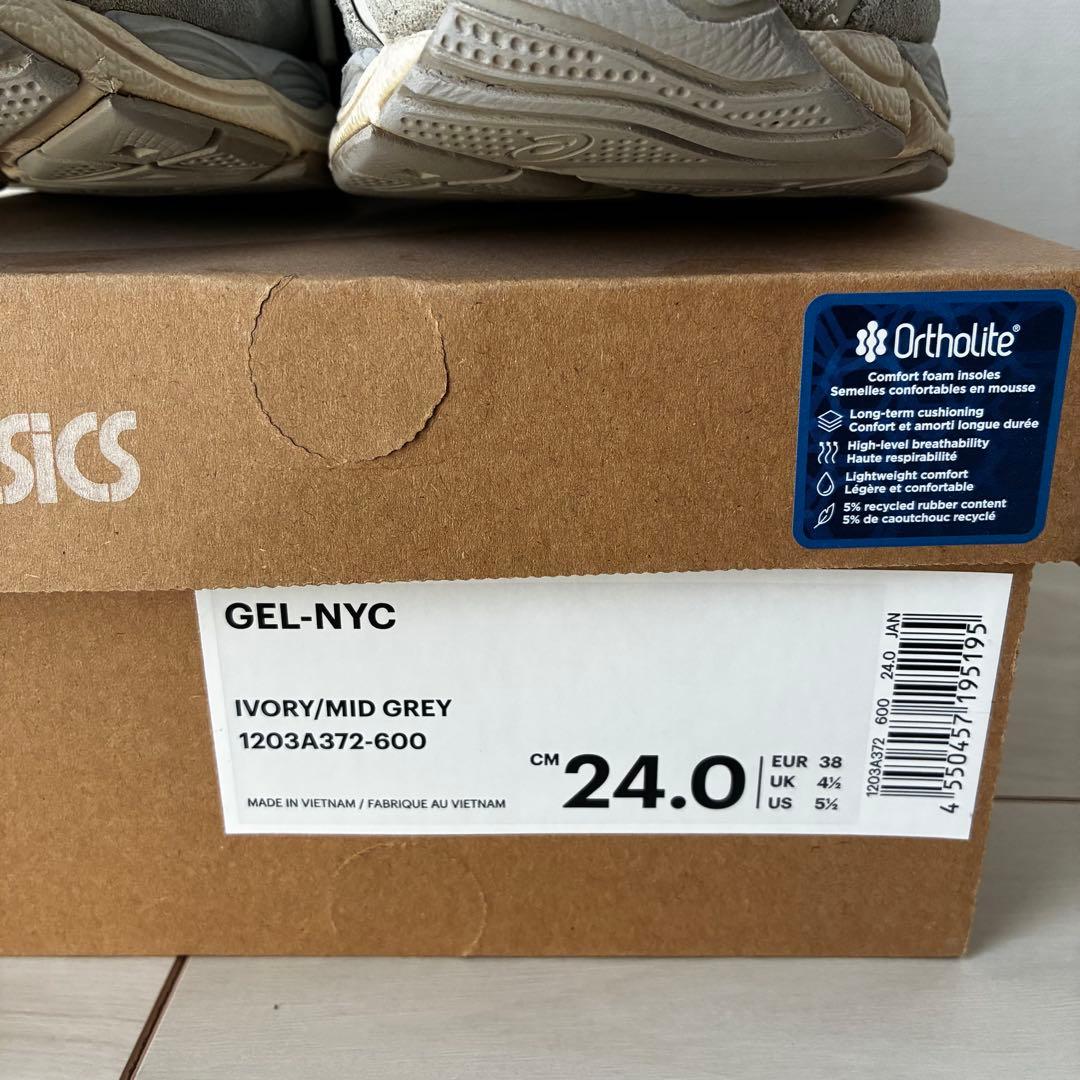 Ortholite®
Comfort foam insoles
Semelles confortables en mousse
Long-term cushioning
Confort et amorti longue durée
High-level breathability
Haute respirabilité
Lightweight comfort
Légère et confortable
5% recycled rubber content
5% de caoutchouc recyclé
SICS
GEL-NYC
IVORY/MID GREY
1203A372-600
CM 24.0
EUR 38
UK 4½
US 5½
MADE IN VIETNAM / FABRIQUE AU VIETNAM
1203A372 600 24.0 JAN
4 550457 195195